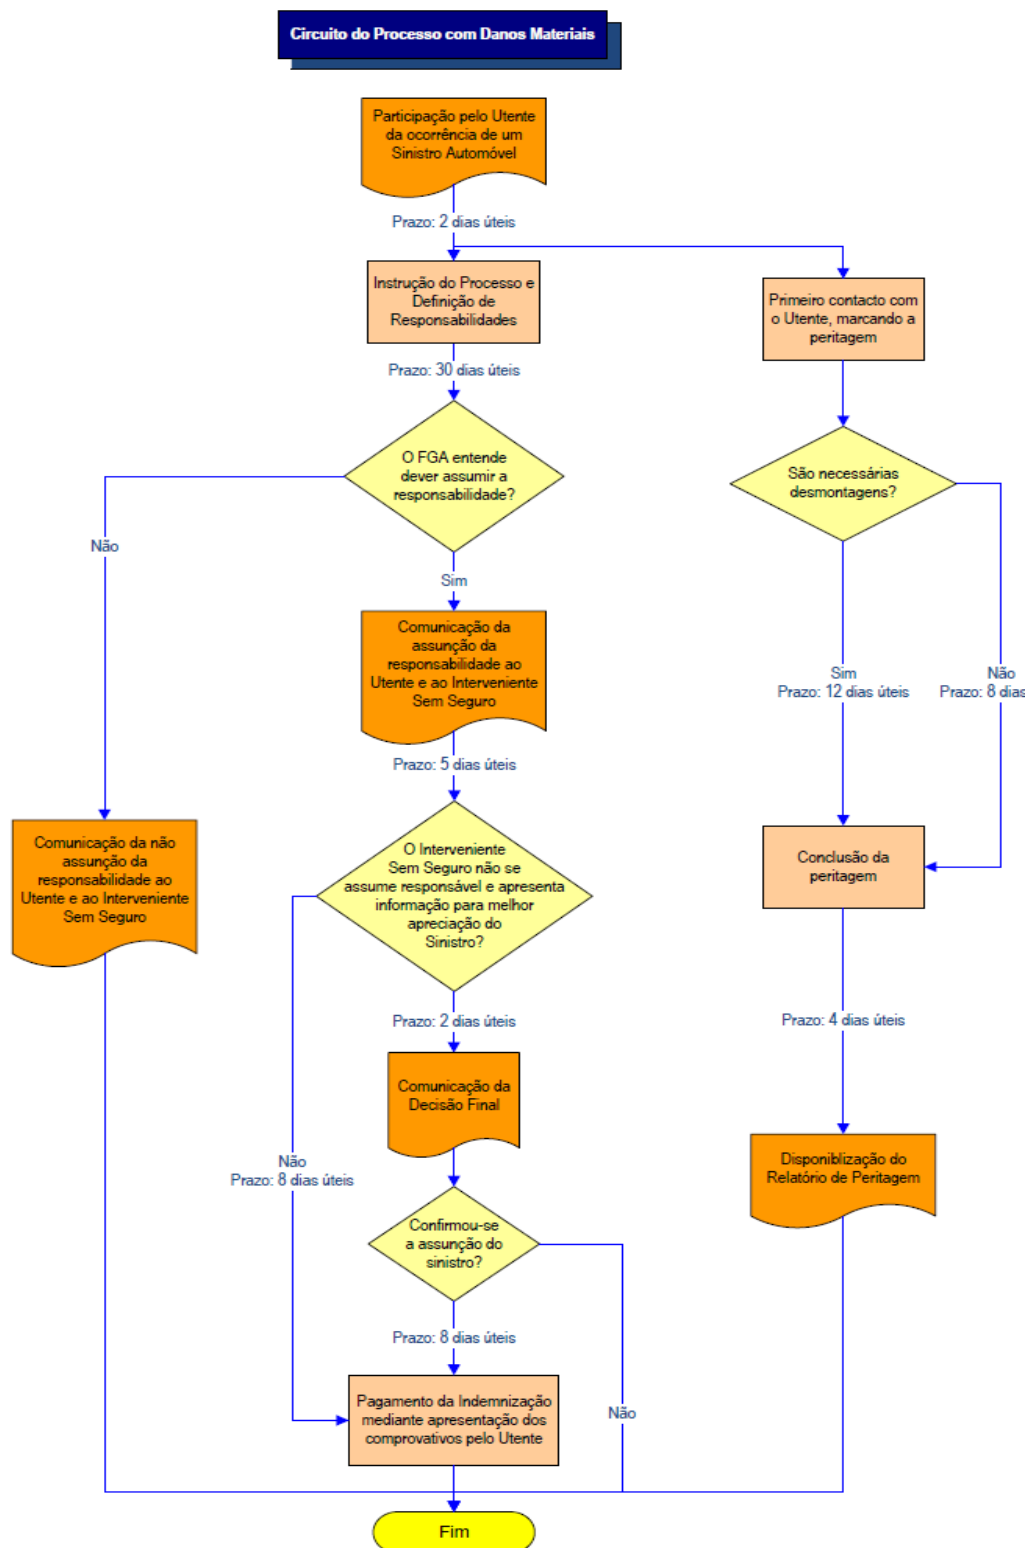 Circuito do Processo com Danos Materiais
Participação pelo Utente
da ocorrência de um
Sinistro Automóvel
Prazo: 2 dias úteis
Instrução do Processo e
Definição de
Responsabilidades
Primeiro contacto com
o Utente, marcando a
peritagem
Prazo: 30 dias úteis
O FGA entende
dever assumir a
responsabilidade?
São necessárias
desmontagens?
Não
Sim
Comunicação da
assunção da
responsabilidade ao
Utente e ao Interveniente
Sem Seguro
Sim
Prazo: 12 dias úteis
Não
Prazo: 8 dias
Prazo: 5 dias úteis
Comunicação da não
assunção da
responsabilidade ao
Utente e ao Interveniente
Sem Seguro
O Interveniente
Sem Seguro não se
assume responsável e apresenta
informação para melhor
apreciação do
Sinistro?
Conclusão da
peritagem
Prazo: 2 dias úteis
Prazo: 4 dias úteis
Comunicação da
Decisão Final
Não
Prazo: 8 dias úteis
Disponiblização do
Relatório de Peritagem
Confirmou-se
a assunção do
sinistro?
Prazo: 8 dias úteis
Pagamento da Indemnização
mediante apresentação dos
comprovativos pelo Utente
Não
Fim